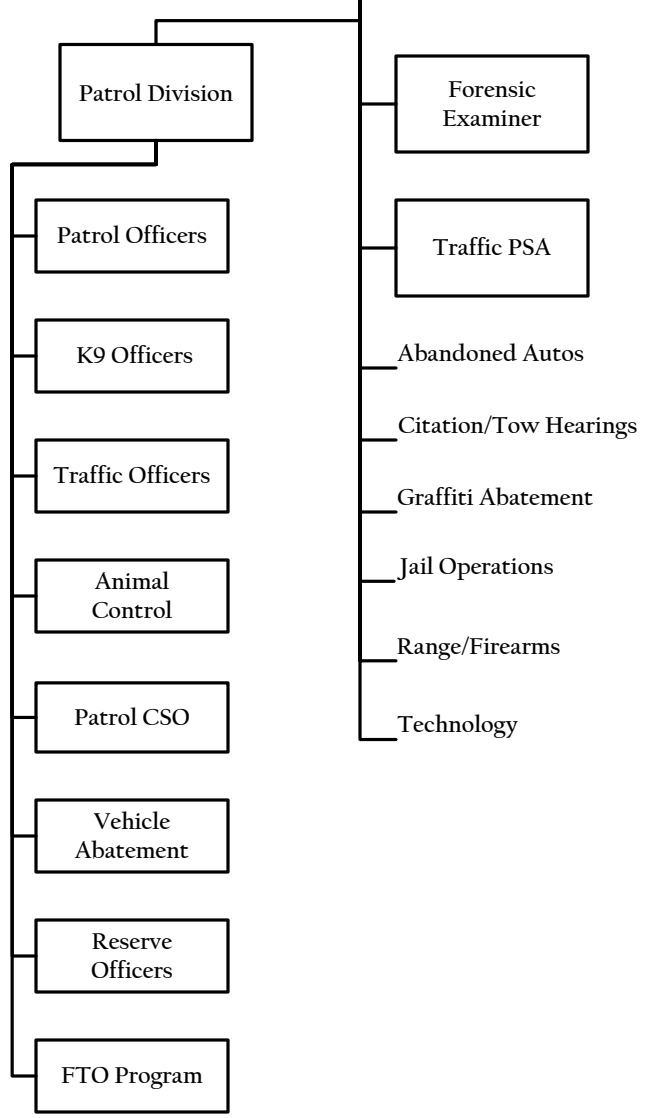 Patrol Division
Patrol Officers
K9 Officers
Traffic Officers
Animal
Control
Patrol CSO
Vehicle
Abatement
Reserve
Officers
FTO Program
Forensic
Examiner
Traffic PSA
Abandoned Autos
Citation/Tow Hearings
Graffiti Abatement
Jail Operations
Range/Firearms
Technology